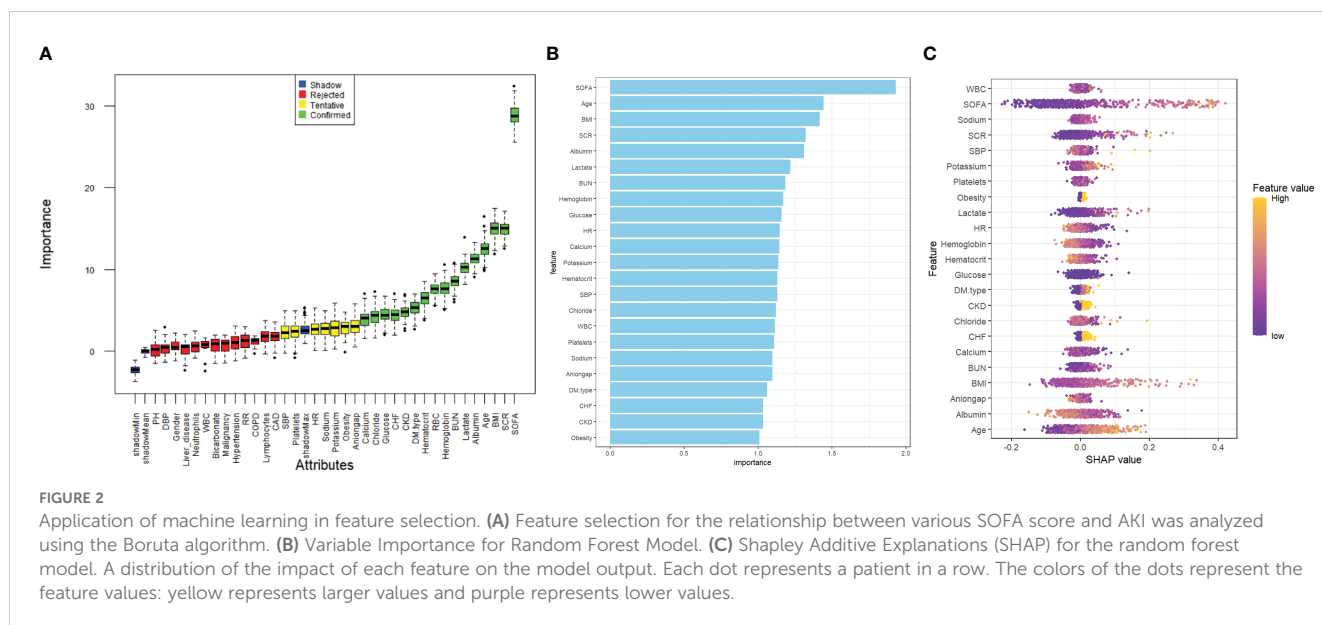 A
Shadow
Rejected
Tentative
Confirmed
Importance
30
20
10
0
shadowMin
shadowMean
PH
DBP
Gender
Liver_disease
Neutrophils
WBC
Bicarbonate
Malignancy
Hypertension
RR
COPD
Lymphocytes
CAD
SBP
Platelets
shadowMax
HR
Sodium
Potassium
Obesity
Aniongap
Calcium
Chloride
Glucose
CHF
CKD
DM.type
Hematocrit
RBC
Hemoglobin
BUN
Lactate
Albumin
Age
BMI
SCR
SOFA
Attributes
B
feature
SOFA
Age
BMI
SCR
Albumin
Lactate
BUN
Hemoglobin
Glucose
HR
Calcium
Potassium
Hematocrit
SBP
Chloride
WBC
Platelets
Sodium
Aniongap
DM.type
CHF
CKD
Obesity
0.0 0.5 1.0 1.5 2.0
importance
C
Feature
WBC
SOFA
Sodium
SCR
SBP
Potassium
Platelets
Obesity
Lactate
HR
Hemoglobin
Hematocrit
Glucose
DM.type
CKD
Chloride
CHF
Calcium
BUN
BMI
Aniongap
Albumin
Age
-0.2 0.0 0.2 0.4
SHAP value
Feature value
High
low
FIGURE 2
Application of machine learning in feature selection. (A) Feature selection for the relationship between various SOFA score and AKI was analyzed
using the Boruta algorithm. (B) Variable Importance for Random Forest Model. (C) Shapley Additive Explanations (SHAP) for the random forest
model. A distribution of the impact of each feature on the model output. Each dot represents a patient in a row. The colors of the dots represent the
feature values: yellow represents larger values and purple represents lower values.